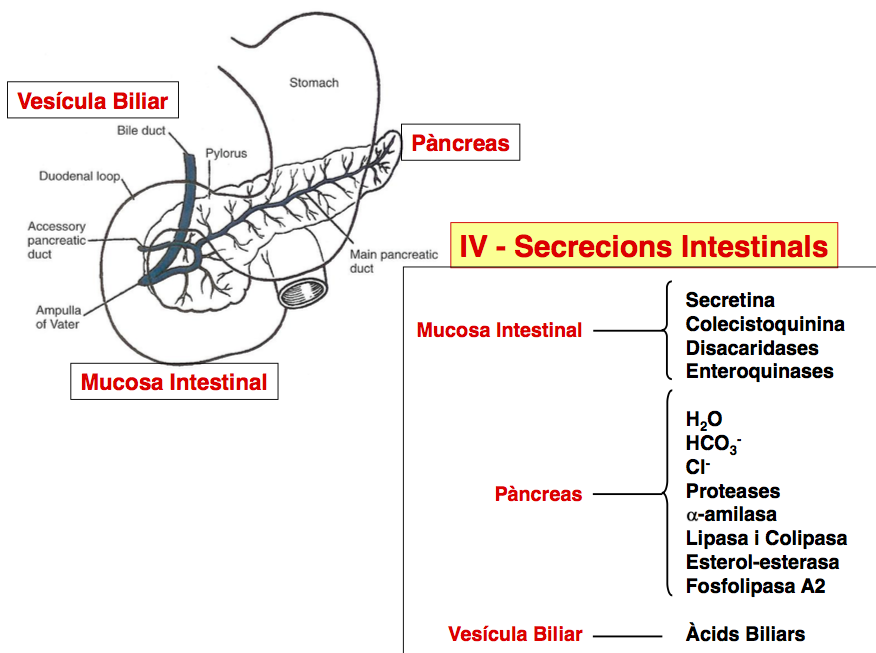 Stomach
Vesícula Biliar
Bile duct
Pylorus
Pàncreas
Duodenal loop
Accessory
pancreatic
duct
Main pancreatic
duct
Ampulla
of Vater
Mucosa Intestinal
IV - Secrecions Intestinals
Mucosa Intestinal
Secretina
Colecistoquinina
Disacaridases
Enteroquinases
Pàncreas
H₂O
HCO₃⁻
Cl⁻
Proteases
α-amilasa
Lipasa i Colipasa
Esterol-esterasa
Fosfolipasa A2
Vesícula Biliar
Àcids Biliars